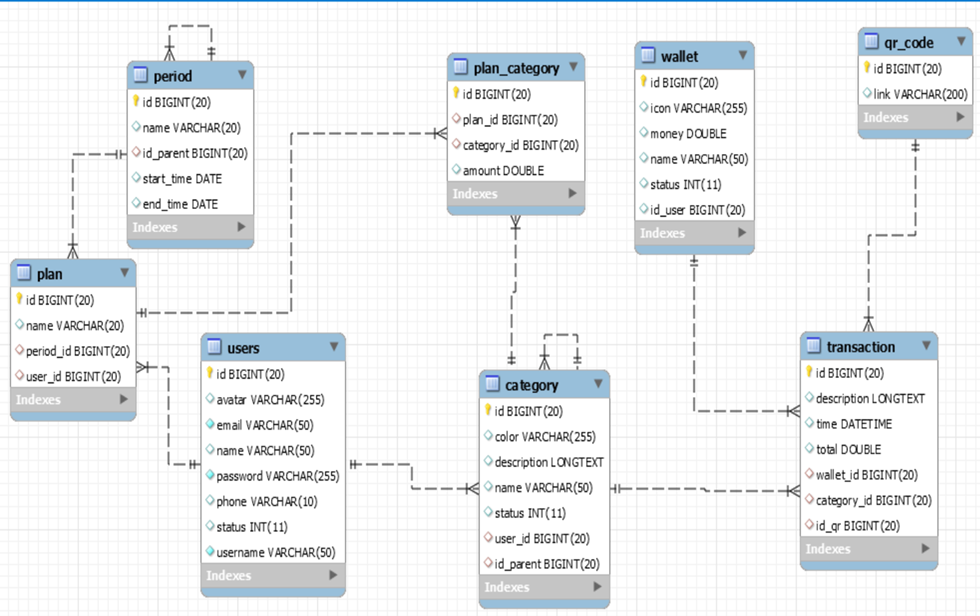 period
id BIGINT(20)
name VARCHAR(20)
id_parent BIGINT(20)
start_time DATE
end_time DATE
Indexes
plan_category
id BIGINT(20)
plan_id BIGINT(20)
category_id BIGINT(20)
amount DOUBLE
Indexes
wallet
id BIGINT(20)
icon VARCHAR(255)
money DOUBLE
name VARCHAR(50)
status INT(11)
id_user BIGINT(20)
Indexes
qr_code
id BIGINT(20)
link VARCHAR(200)
Indexes
plan
id BIGINT(20)
name VARCHAR(20)
period_id BIGINT(20)
user_id BIGINT(20)
Indexes
users
id BIGINT(20)
avatar VARCHAR(255)
email VARCHAR(50)
name VARCHAR(50)
password VARCHAR(255)
phone VARCHAR(10)
status INT(11)
username VARCHAR(50)
Indexes
category
id BIGINT(20)
color VARCHAR(255)
description LONGTEXT
name VARCHAR(50)
status INT(11)
user_id BIGINT(20)
id_parent BIGINT(20)
Indexes
transaction
id BIGINT(20)
description LONGTEXT
time DATETIME
total DOUBLE
wallet_id BIGINT(20)
category_id BIGINT(20)
id_qr BIGINT(20)
Indexes